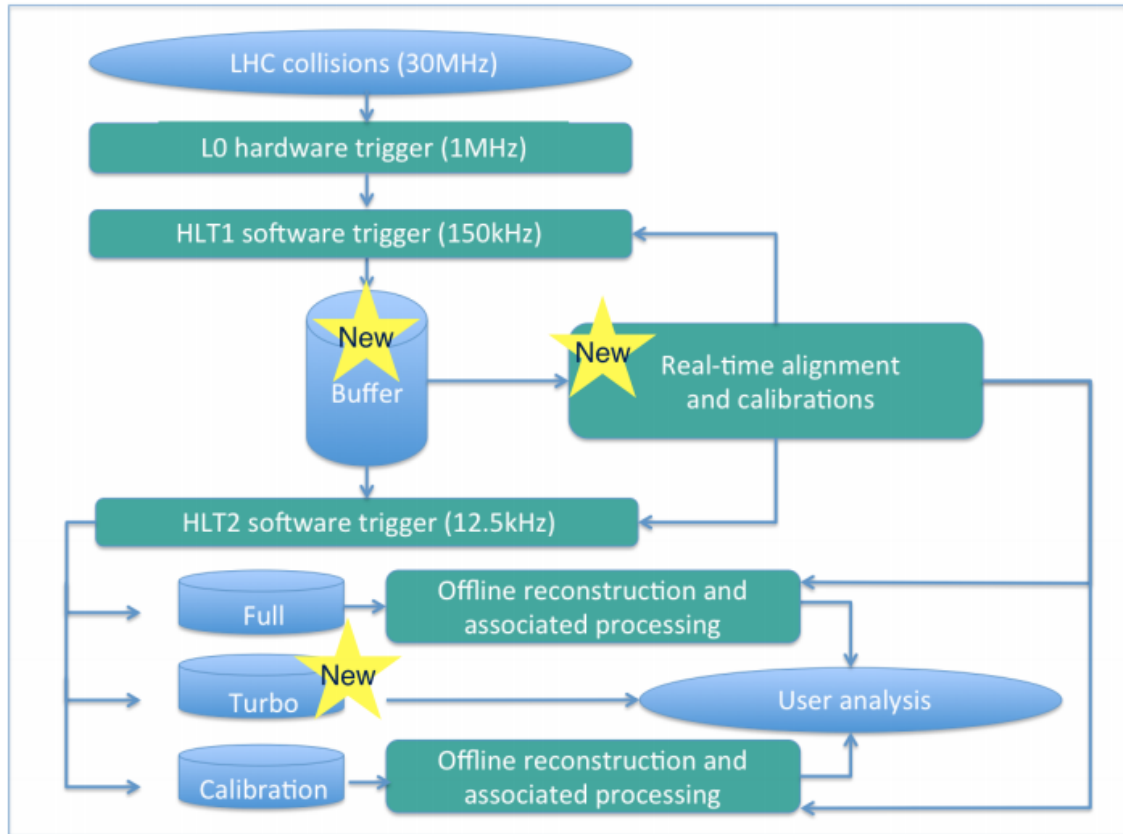 LHC collisions (30MHz)
L0 hardware trigger (1MHz)
HLT1 software trigger (150kHz)
New
Buffer
New
Real-time alignment
and calibrations
HLT2 software trigger (12.5kHz)
Full
Offline reconstruction and
associated processing
New
Turbo
User analysis
Calibration
Offline reconstruction and
associated processing